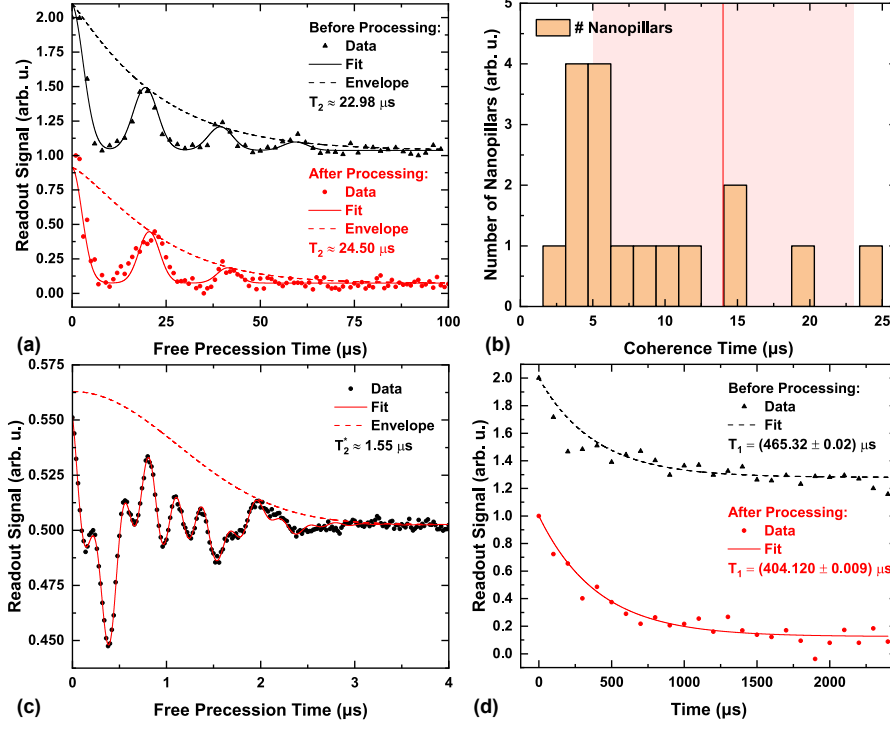 Before Processing:
Data
Fit
Envelope
T2 ≈ 22.98 µs
After Processing:
Data
Fit
Envelope
T2 ≈ 24.50 µs
Readout Signal (arb. u.)
2.00
1.75
1.50
1.25
1.00
0.75
0.50
0.25
0.00
0 25 50 75 100
Free Precession Time (µs)
(a)
# Nanopillars
Number of Nanopillars (arb. u.)
5
4
3
2
1
0
0 5 10 15 20 25
Coherence Time (µs)
(b)
Data
Fit
Envelope
T2* ≈ 1.55 µs
Readout Signal (arb. u.)
0.575
0.550
0.525
0.500
0.475
0.450
0 1 2 3 4
Free Precession Time (µs)
(c)
Before Processing:
Data
Fit
T1 = (465.32 ± 0.02) µs
After Processing:
Data
Fit
T1 = (404.120 ± 0.009) µs
Readout Signal (arb. u.)
2.0
1.8
1.6
1.4
1.2
1.0
0.8
0.6
0.4
0.2
0.0
0 500 1000 1500 2000
Time (µs)
(d)